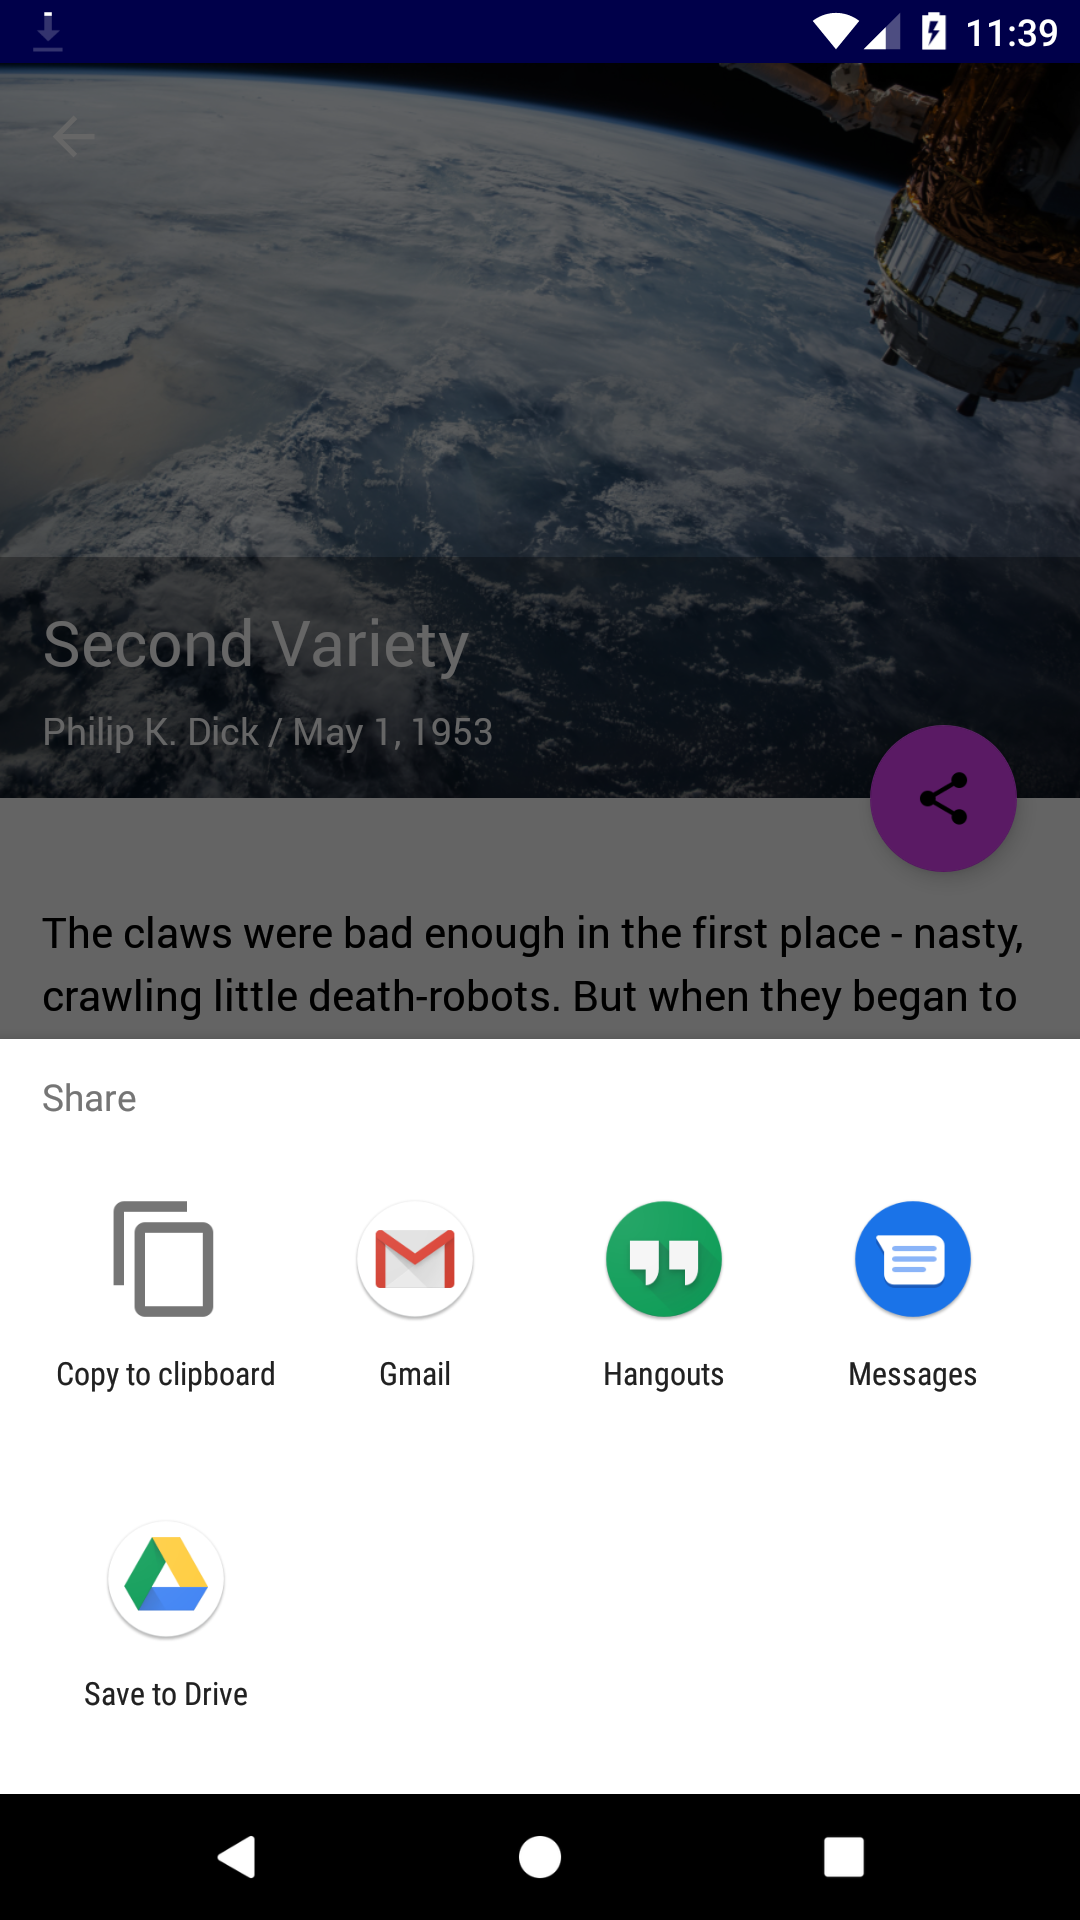 11:39
Second Variety
Philip K. Dick / May 1, 1953
The claws were bad enough in the first place - nasty,
crawling little death-robots. But when they began to
Share
Copy to clipboard
Gmail
Hangouts
Messages
Save to Drive